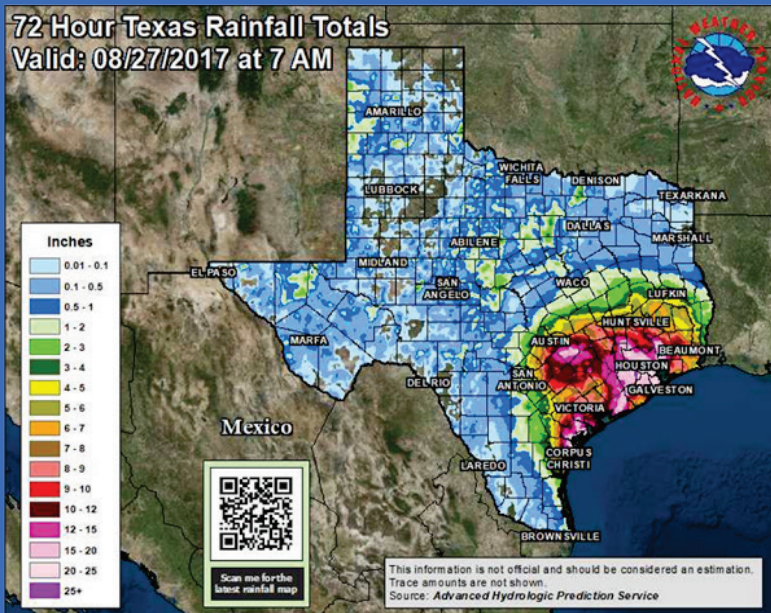 72 Hour Texas Rainfall Totals
Valid: 08/27/2017 at 7 AM
NATIONAL WEATHER SERVICE
AMARILLO
WICHITA
FALLS
DENISON
LUBBOCK
TEXARKANA
DALLAS
ABILENE
MARSHALL
Inches
0.01 - 0.1
0.1 - 0.5
0.5 - 1
1 - 2
2 - 3
3 - 4
4 - 5
5 - 6
6 - 7
7 - 8
8 - 9
9 - 10
10 - 12
12 - 15
15 - 20
20 - 25
25+
EL PASO
MIDLAND
SAN
ANGELO
WACO
LUFKIN
HUNTSVILLE
MARFA
AUSTIN
BEAUMONT
HOUSTON
DEL RIO
SAN
ANTONIO
GALVESTON
VICTORIA
Mexico
CORPUS
CHRISTI
LAREDO
BROWNSVILLE
Scan me for the
latest rainfall map
This information is not official and should be considered an estimation.
Trace amounts are not shown.
Source: Advanced Hydrologic Prediction Service